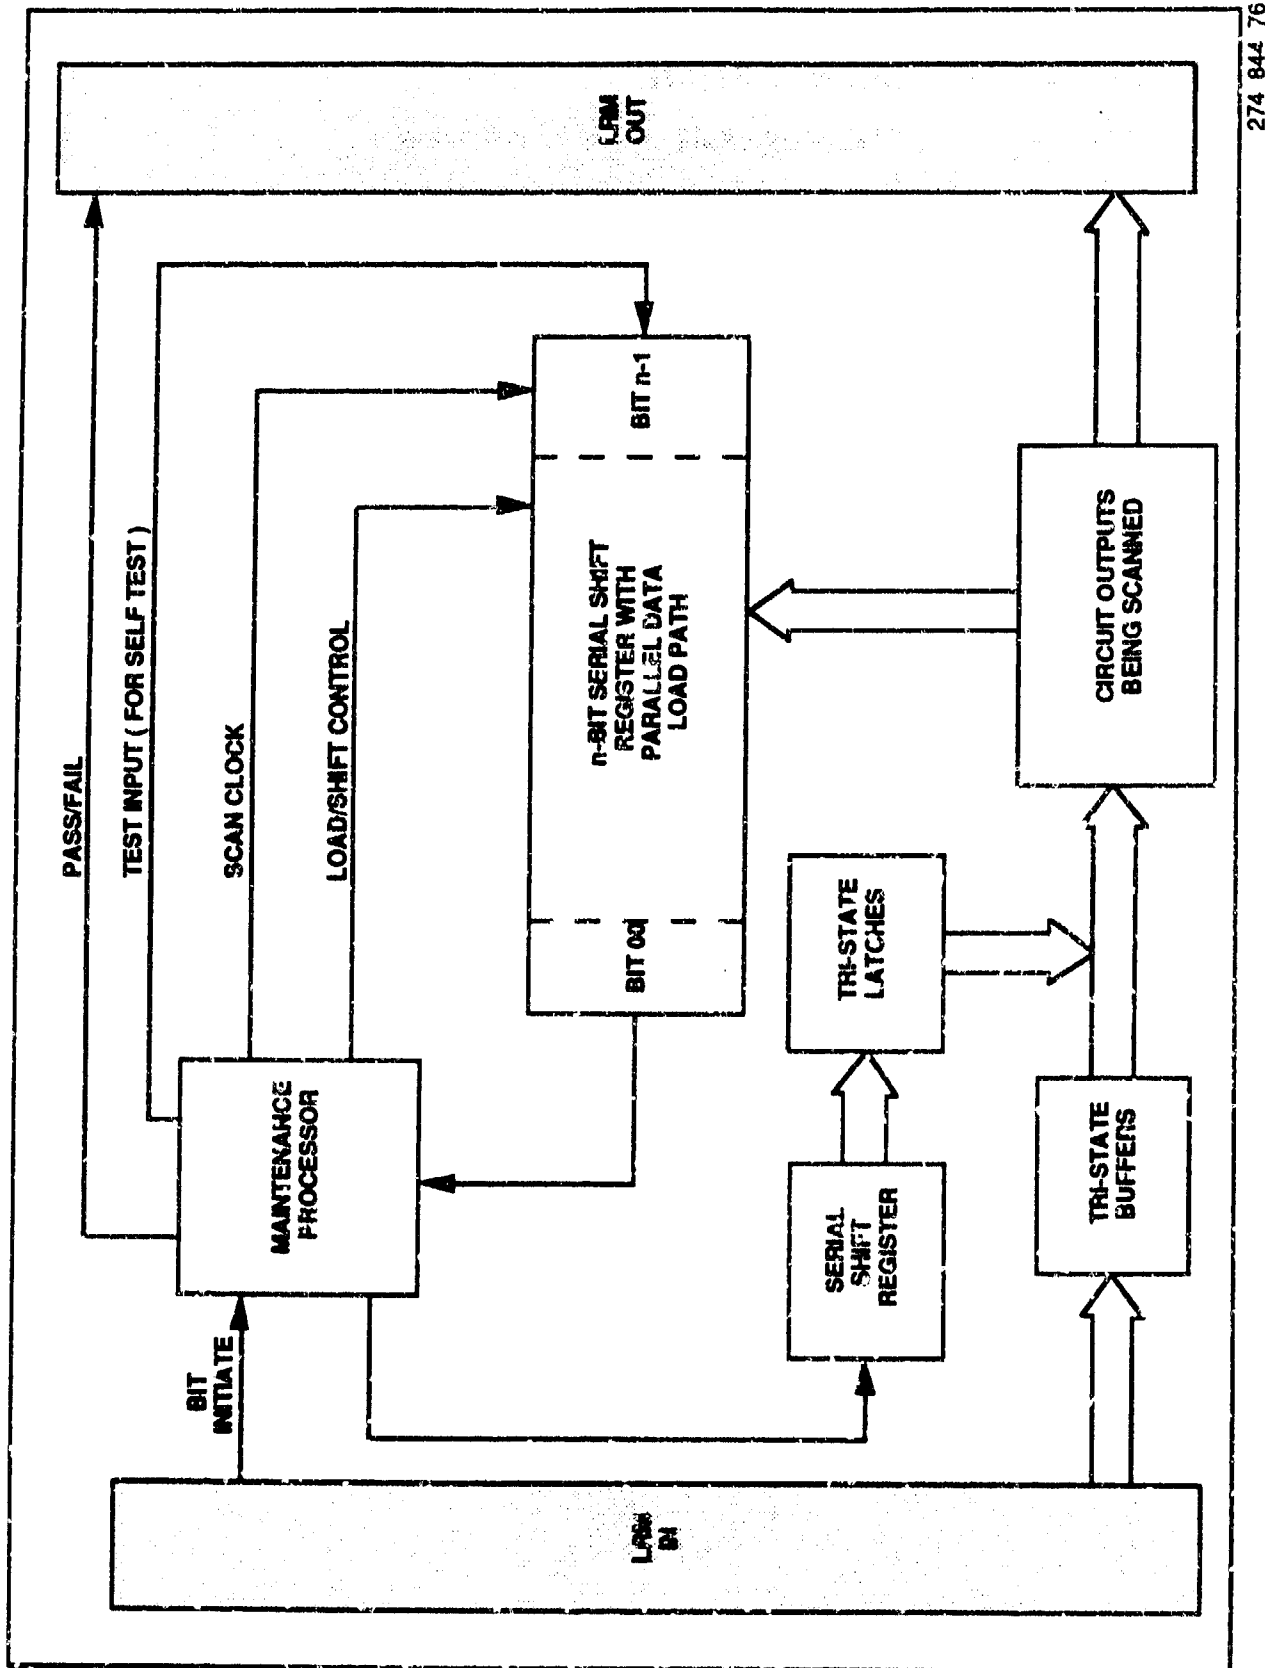 PASS/FAIL
TEST INPUT ( FOR SELF TEST )
SCAN CLOCK
LOAD/SHIFT CONTROL
BIT
INITIATE
MAINTENANCE
PROCESSOR
BIT 00
n-BIT SERIAL SHIFT
REGISTER WITH
PARALLEL DATA
LOAD PATH
BIT n-1
LRM
IN
LRM
OUT
SERIAL
SHIFT
REGISTER
TRI-STATE
LATCHES
TRI-STATE
BUFFERS
CIRCUIT OUTPUTS
BEING SCANNED
274 844 76